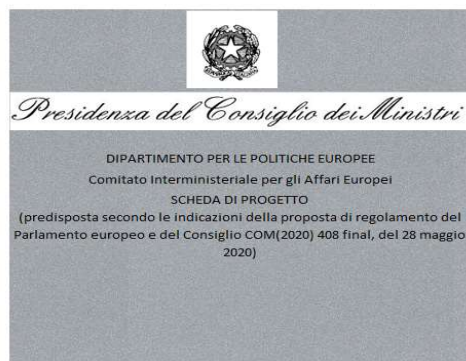 Presidenza del Consiglio dei Ministri
DIPARTIMENTO PER LE POLITICHE EUROPEE
Comitato Interministeriale per gli Affari Europei
SCHEDA DI PROGETTO
(predisposta secondo le indicazioni della proposta di regolamento del
Parlamento europeo e del Consiglio COM(2020) 408 final, del 28 maggio
2020)